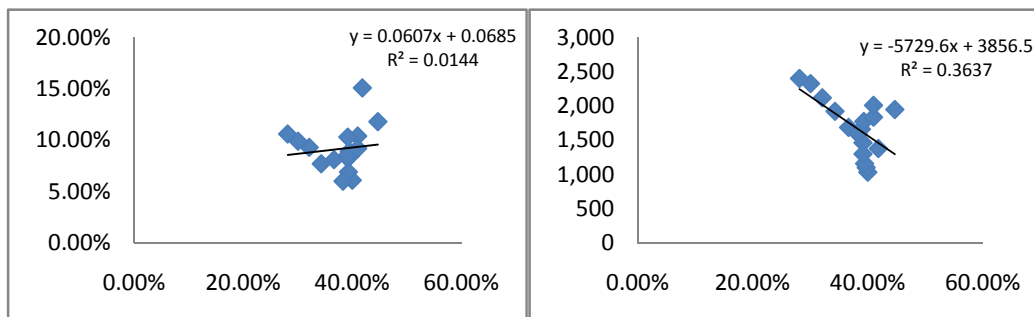 20.00%
y = 0.0607x + 0.0685
R² = 0.0144
15.00%
10.00%
5.00%
0.00%
0.00% 20.00% 40.00% 60.00%
3,000
y = -5729.6x + 3856.5
R² = 0.3637
2,500
2,000
1,500
1,000
500
0
0.00% 20.00% 40.00% 60.00%